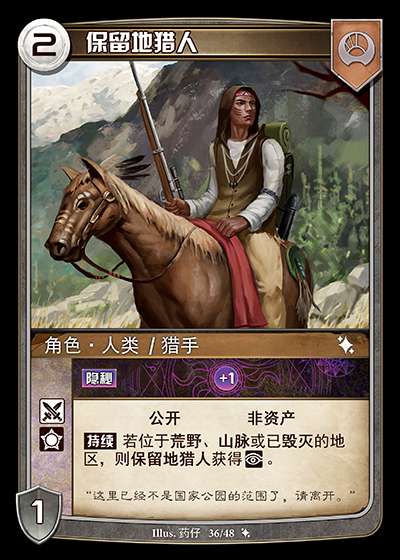 2
保留地猎人
角色·人类 / 猎手
隐秘 +1
公开 非资产
持续 若位于荒野、山脉或已毁灭的地
区，则保留地猎人获得 。
“这里已经不是国家公园的范围了，请离开。”
1
Illus. 药仔 36/48